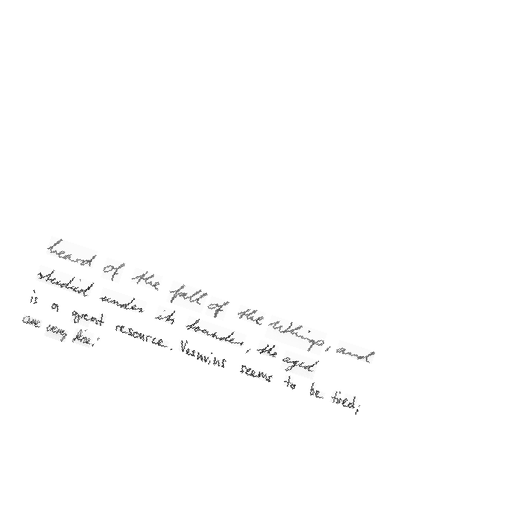 heard of the fall of the Whigs, and
studied under its founder, the aged
is a great resource. Vesuvius seems to be tired;
are very fine;